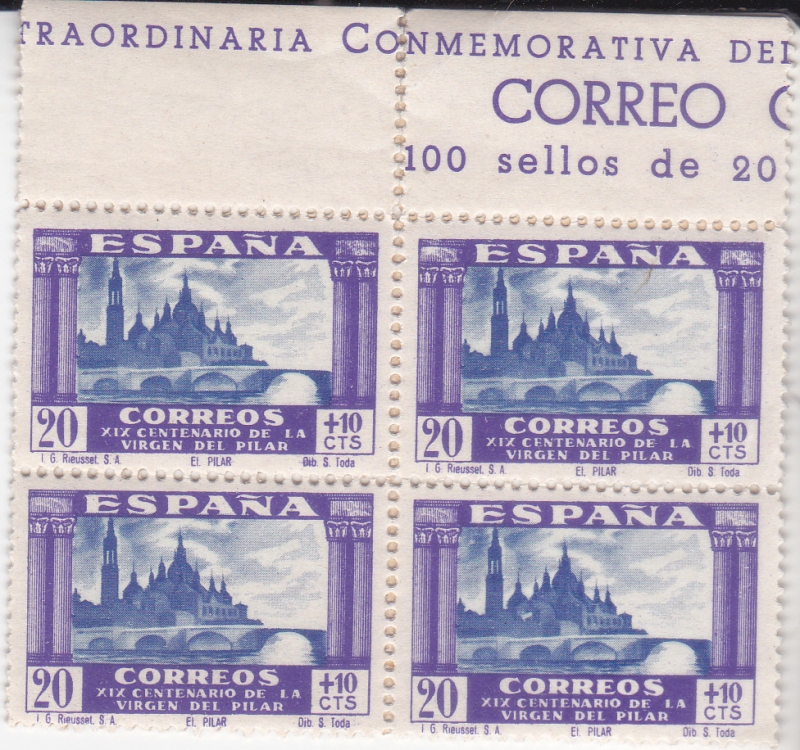 TRAORDINARIA CONMEMORATIVA DEL
CORREO
100 sellos de 20
ESPAÑA
20 CORREOS +10 CTS
XIX CENTENARIO DE LA
VIRGEN DEL PILAR
I. G. Rieusset. S. A. EL PILAR Dib. S. Toda
ESPAÑA
20 CORREOS +10 CTS
XIX CENTENARIO DE LA
VIRGEN DEL PILAR
I. G. Rieusset. S. A. EL PILAR Dib. S. Toda
ESPAÑA
20 CORREOS +10 CTS
XIX CENTENARIO DE LA
VIRGEN DEL PILAR
I. G. Rieusset. S. A. EL PILAR Dib. S. Toda
ESPAÑA
20 CORREOS +10 CTS
XIX CENTENARIO DE LA
VIRGEN DEL PILAR
I. G. Rieusset. S. A. EL PILAR Dib. S. Toda